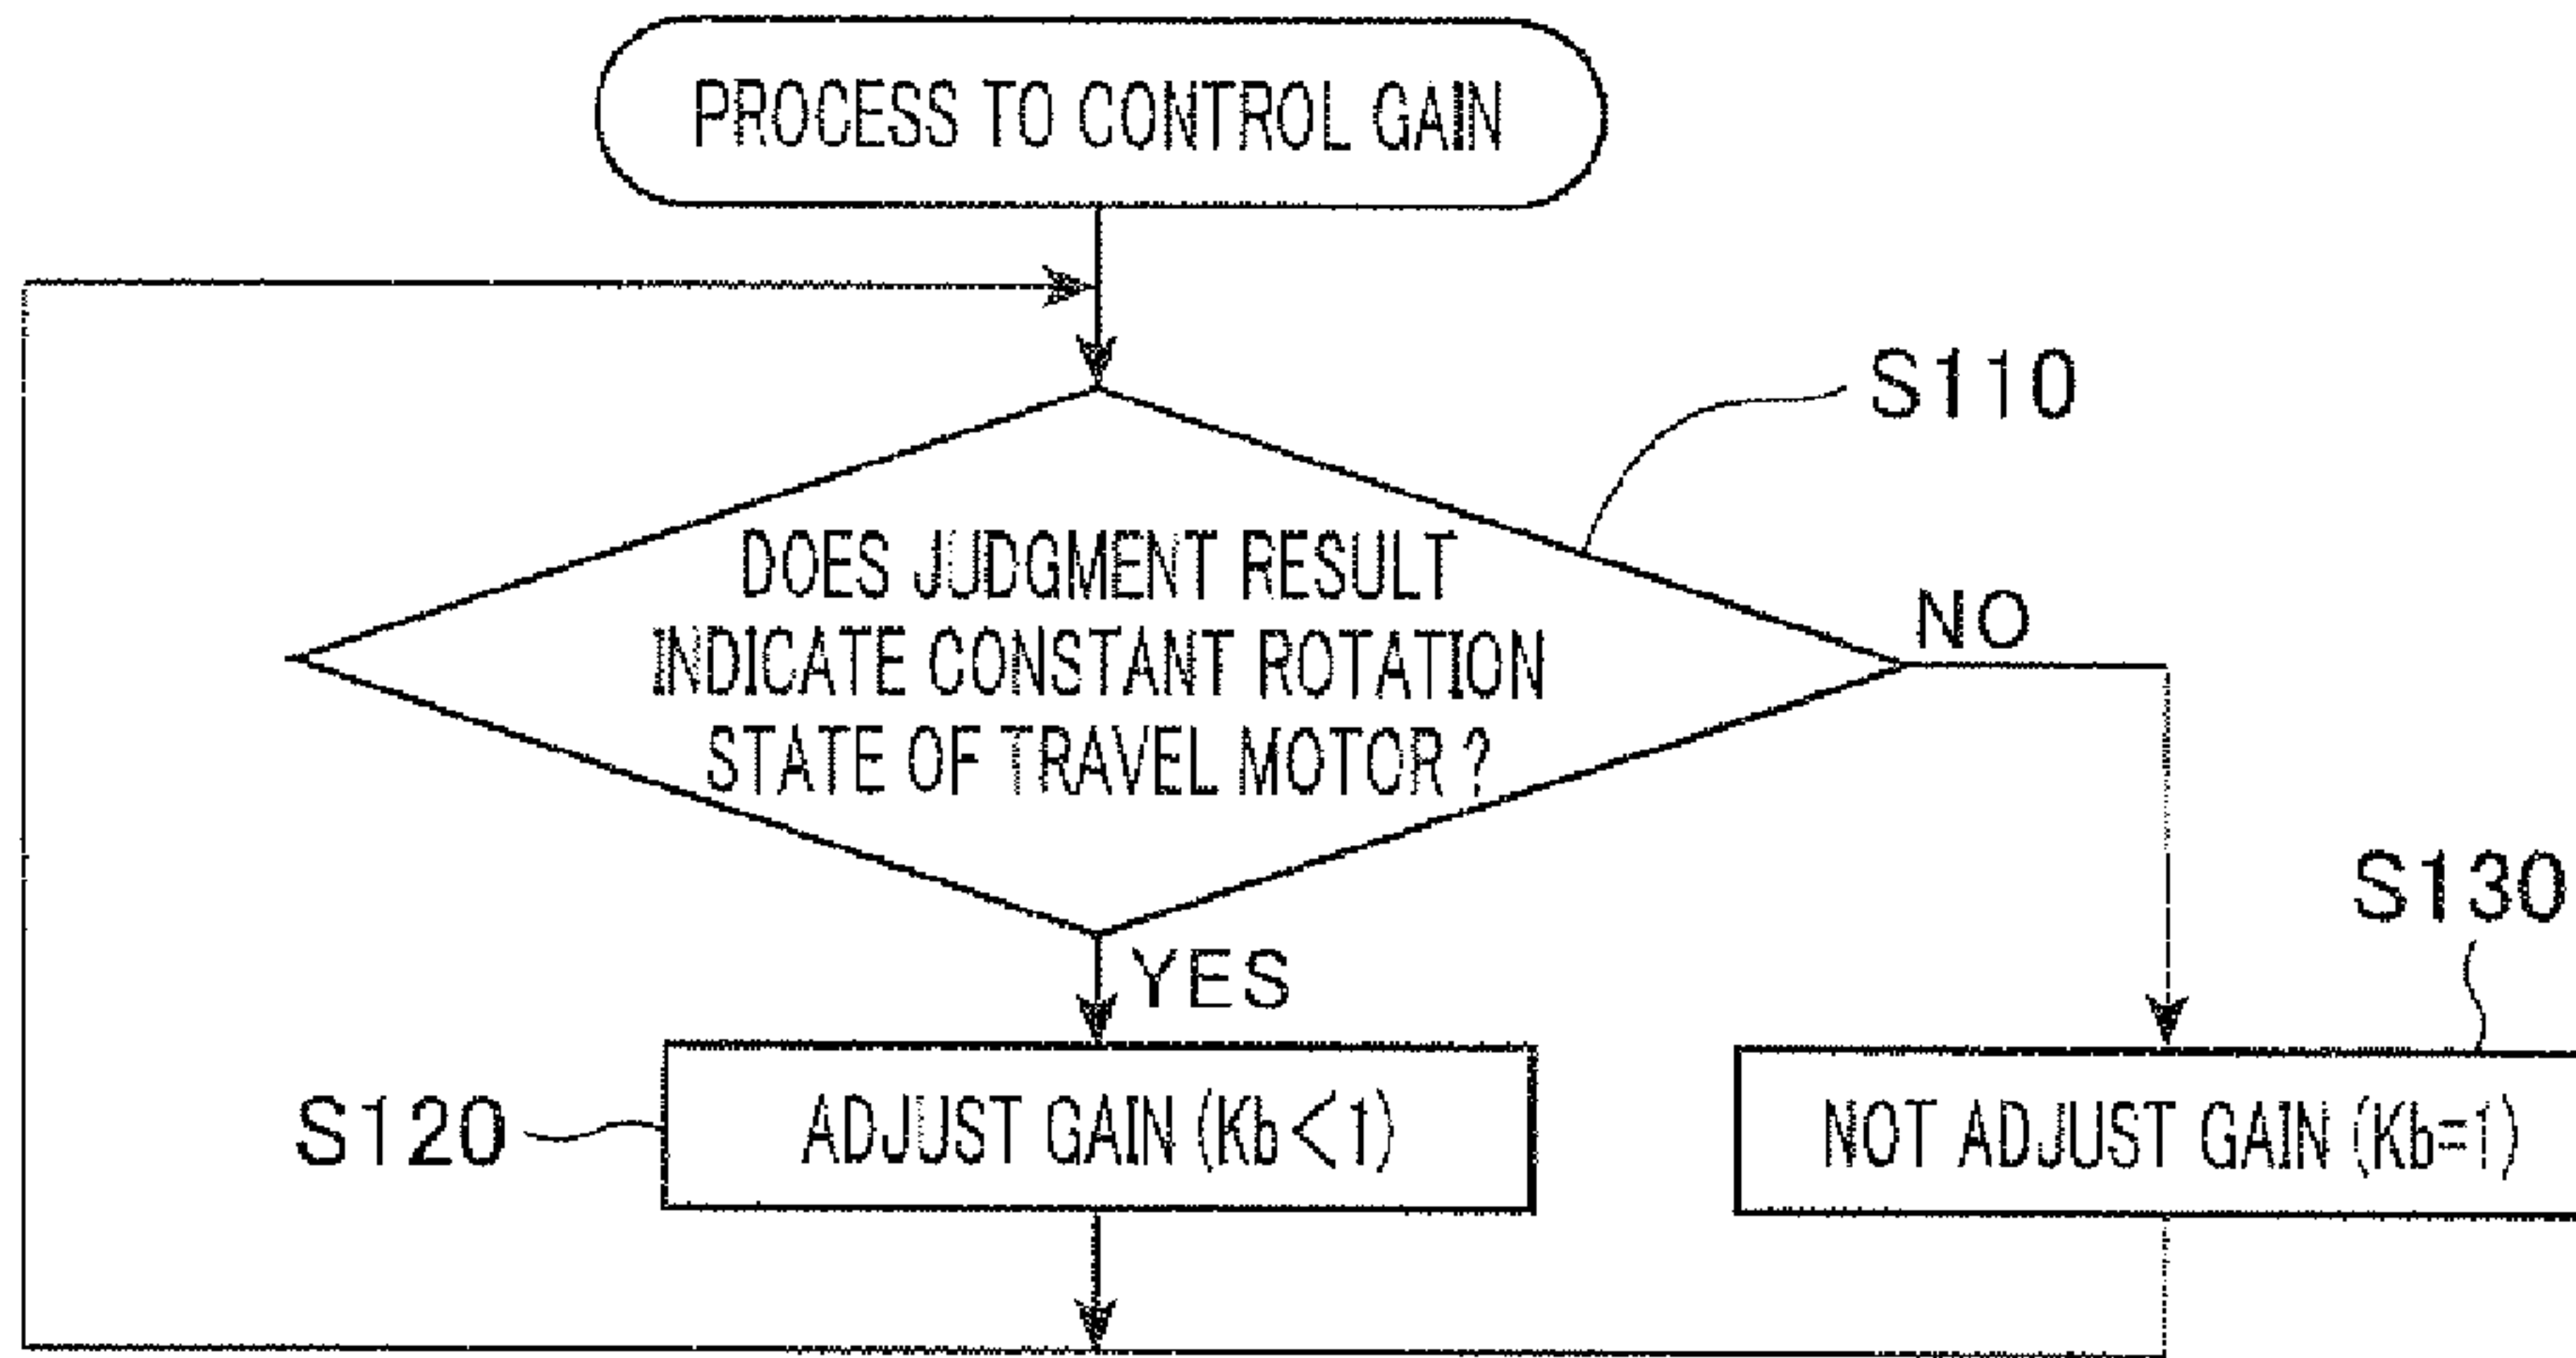 PROCESS TO CONTROL GAIN
S110
DOES JUDGMENT RESULT
INDICATE CONSTANT ROTATION
STATE OF TRAVEL MOTOR?
NO
YES
S130
S120
ADJUST GAIN (Kb<1)
NOT ADJUST GAIN (Kb=1)